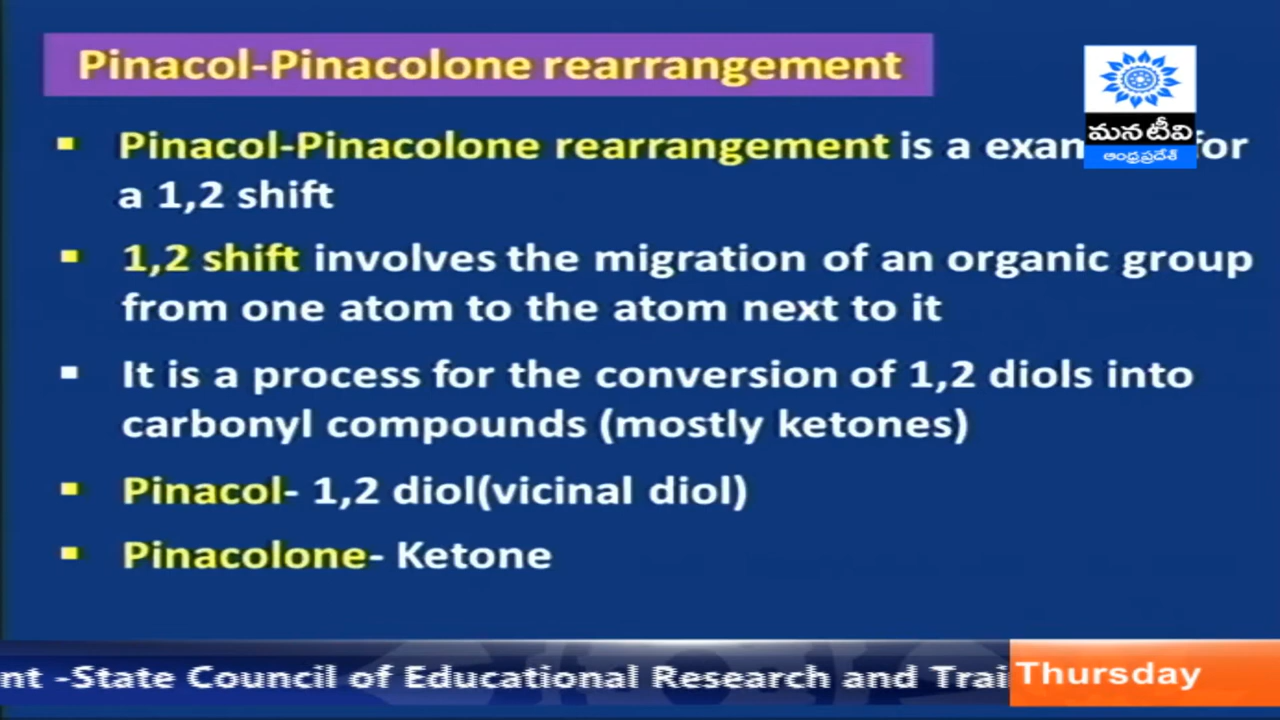 Pinacol-Pinacolone rearrangement
▪ Pinacol-Pinacolone rearrangement is a for
a 1,2 shift
▪ 1,2 shift involves the migration of an organic group
from one atom to the atom next to it
▪ It is a process for the conversion of 1,2 diols into
carbonyl compounds (mostly ketones)
▪ Pinacol- 1,2 diol(vicinal diol)
▪ Pinacolone- Ketone
మన టీవి
ఆంధ్రప్రదేశ్
nt -State Council of Educational Research and Trai
Thursday